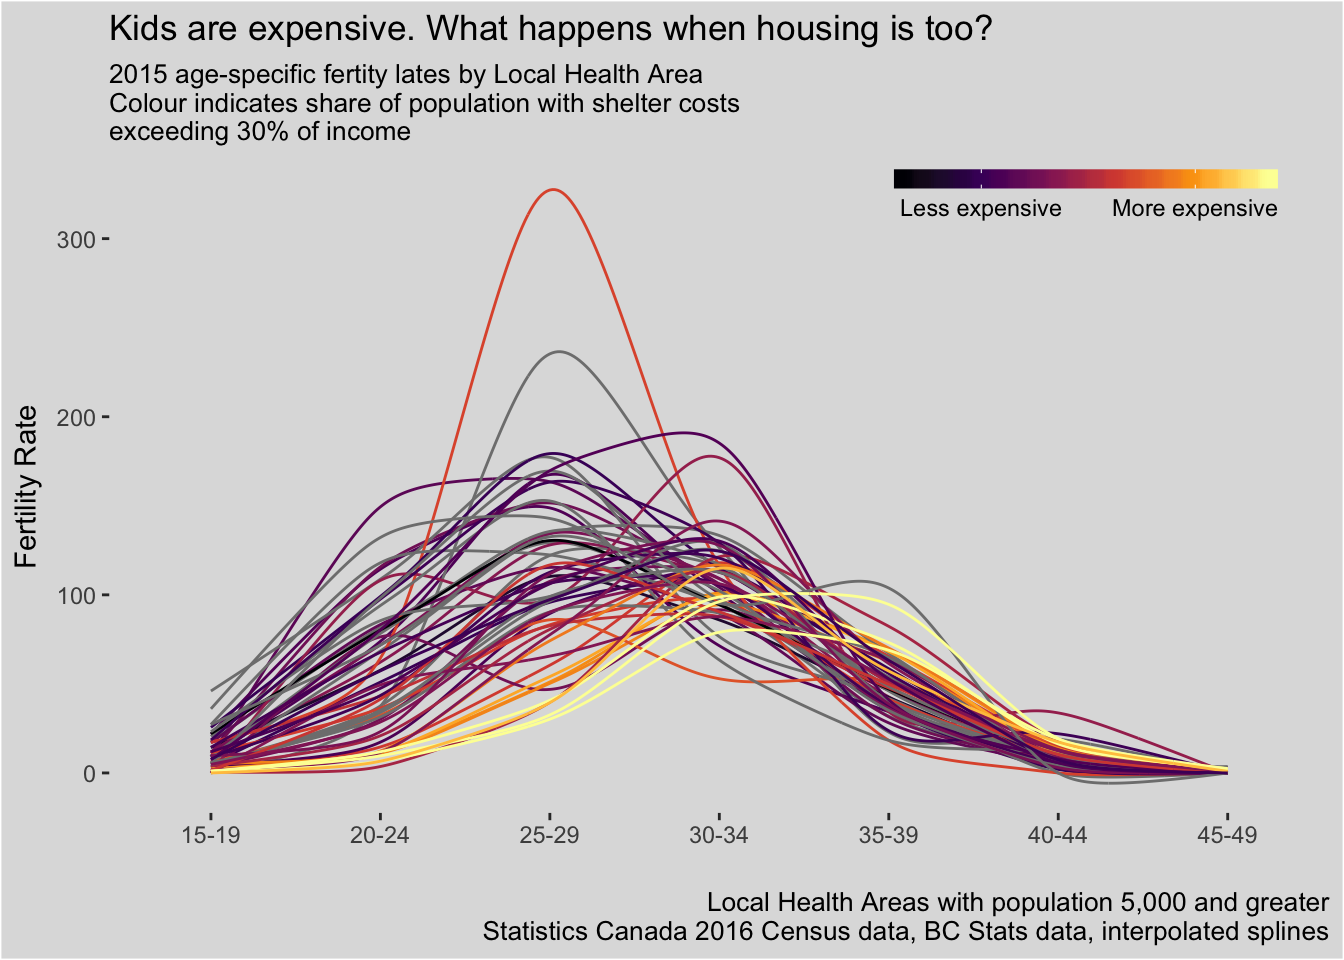 Kids are expensive. What happens when housing is too?
2015 age-specific fertity lates by Local Health Area
Colour indicates share of population with shelter costs
exceeding 30% of income
Less expensive
More expensive
Fertility Rate
300
200
100
0
15-19
20-24
25-29
30-34
35-39
40-44
45-49
Local Health Areas with population 5,000 and greater
Statistics Canada 2016 Census data, BC Stats data, interpolated splines